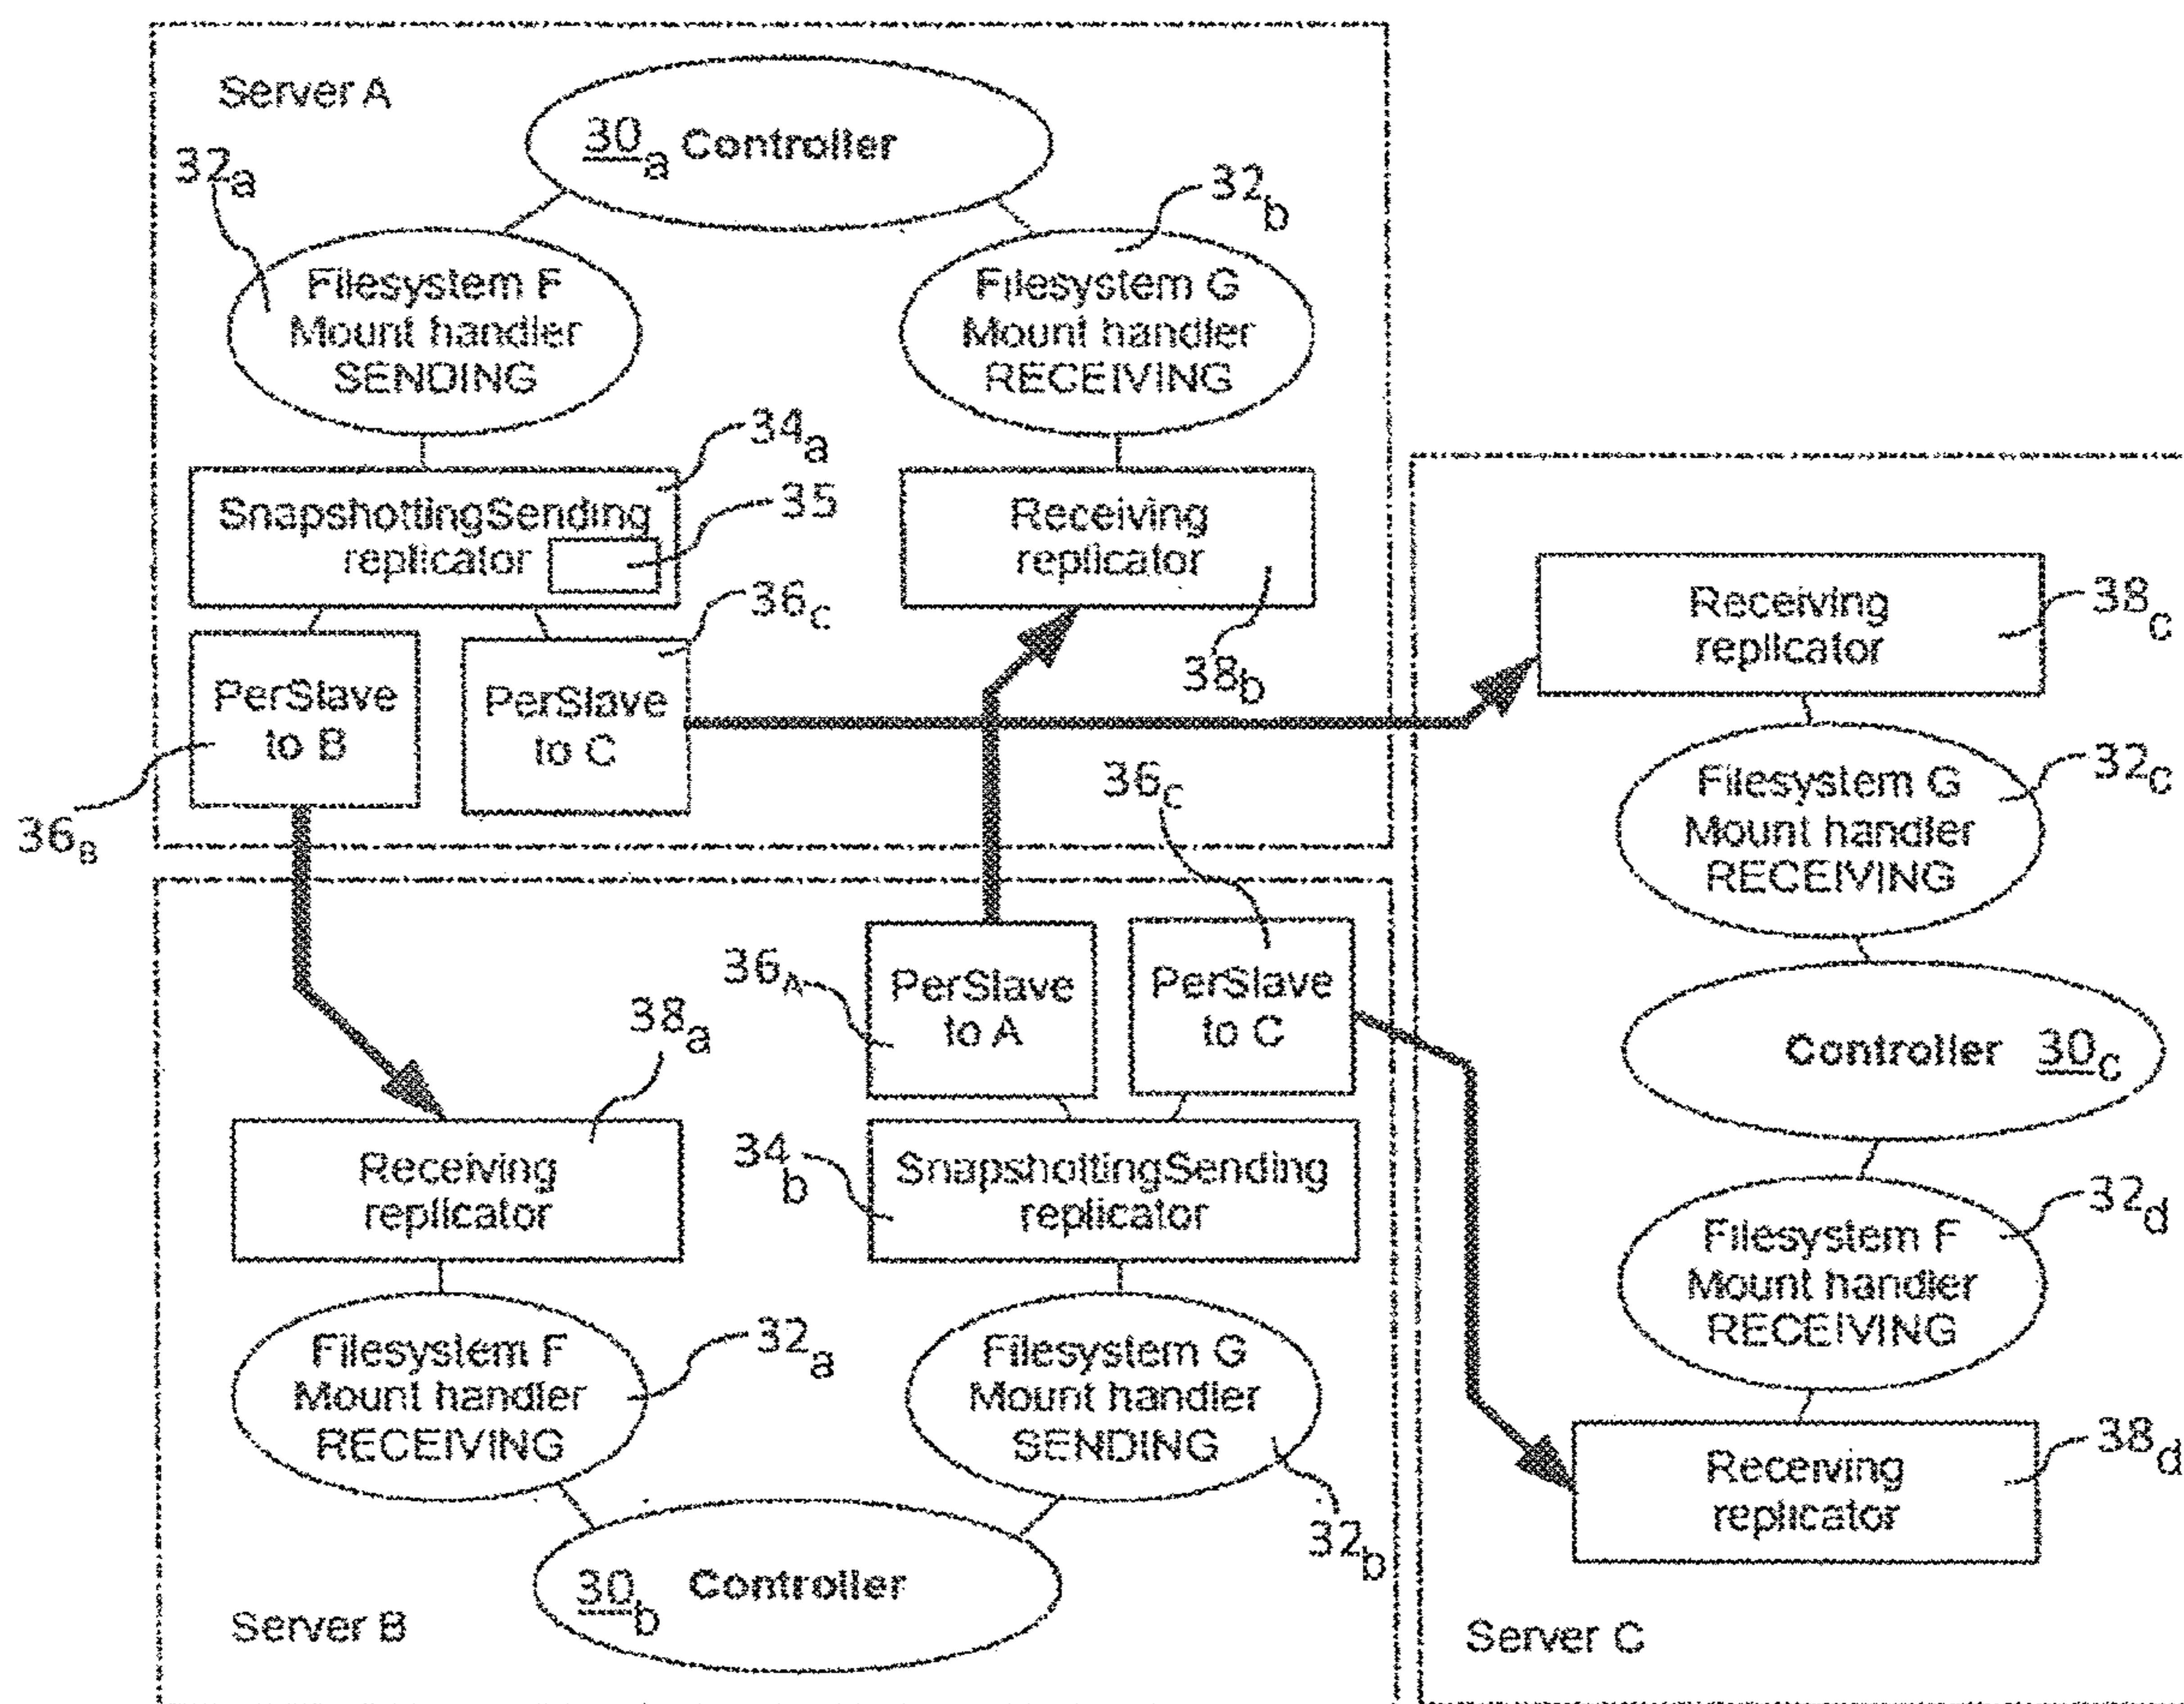 Server A
30a Controller
32a
32b
Filesystem F
Mount handler
SENDING
Filesystem G
Mount handler
RECEIVING
34a
35
SnapshottingSending
replicator
Receiving
replicator
36c
38b
PerSlave
to B
PerSlave
to C
36B
Receiving
replicator
38c
Filesystem G
Mount handler
RECEIVING
32c
Controller 30c
Filesystem F
Mount handler
RECEIVING
32d
Receiving
replicator
38d
Server C
36c
36A
PerSlave
to A
PerSlave
to C
38a
34b
Receiving
replicator
SnapshottingSending
replicator
Filesystem F
Mount handler
RECEIVING
32a
Filesystem G
Mount handler
SENDING
32b
30b Controller
Server B